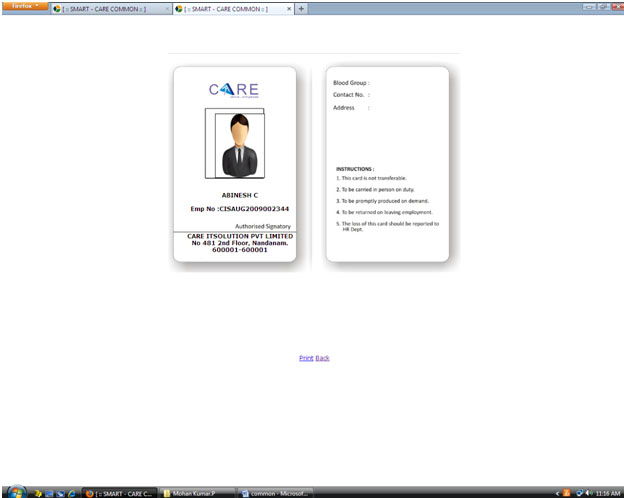 firefox
[ :: SMART - CARE COMMON :: ]
[ :: SMART - CARE COMMON :: ]
CARE
ABINESH C
Emp No :CISAUG2009002344
Authorised Signatory
CARE ITSOLUTION PVT LIMITED
No 481 2nd Floor, Nandanam.
600001-600001
Blood Group :
Contact No. :
Address :
INSTRUCTIONS :
1. This card is not transferable.
2. To be carried in person on duty.
3. To be promptly produced on demand.
4. To be returned on leaving employment.
5. The loss of this card should be reported to
HR Dept.
Print Back
[ :: SMART - CARE C...
Mohan Kumar.P
common - Microsof...
11:16 AM